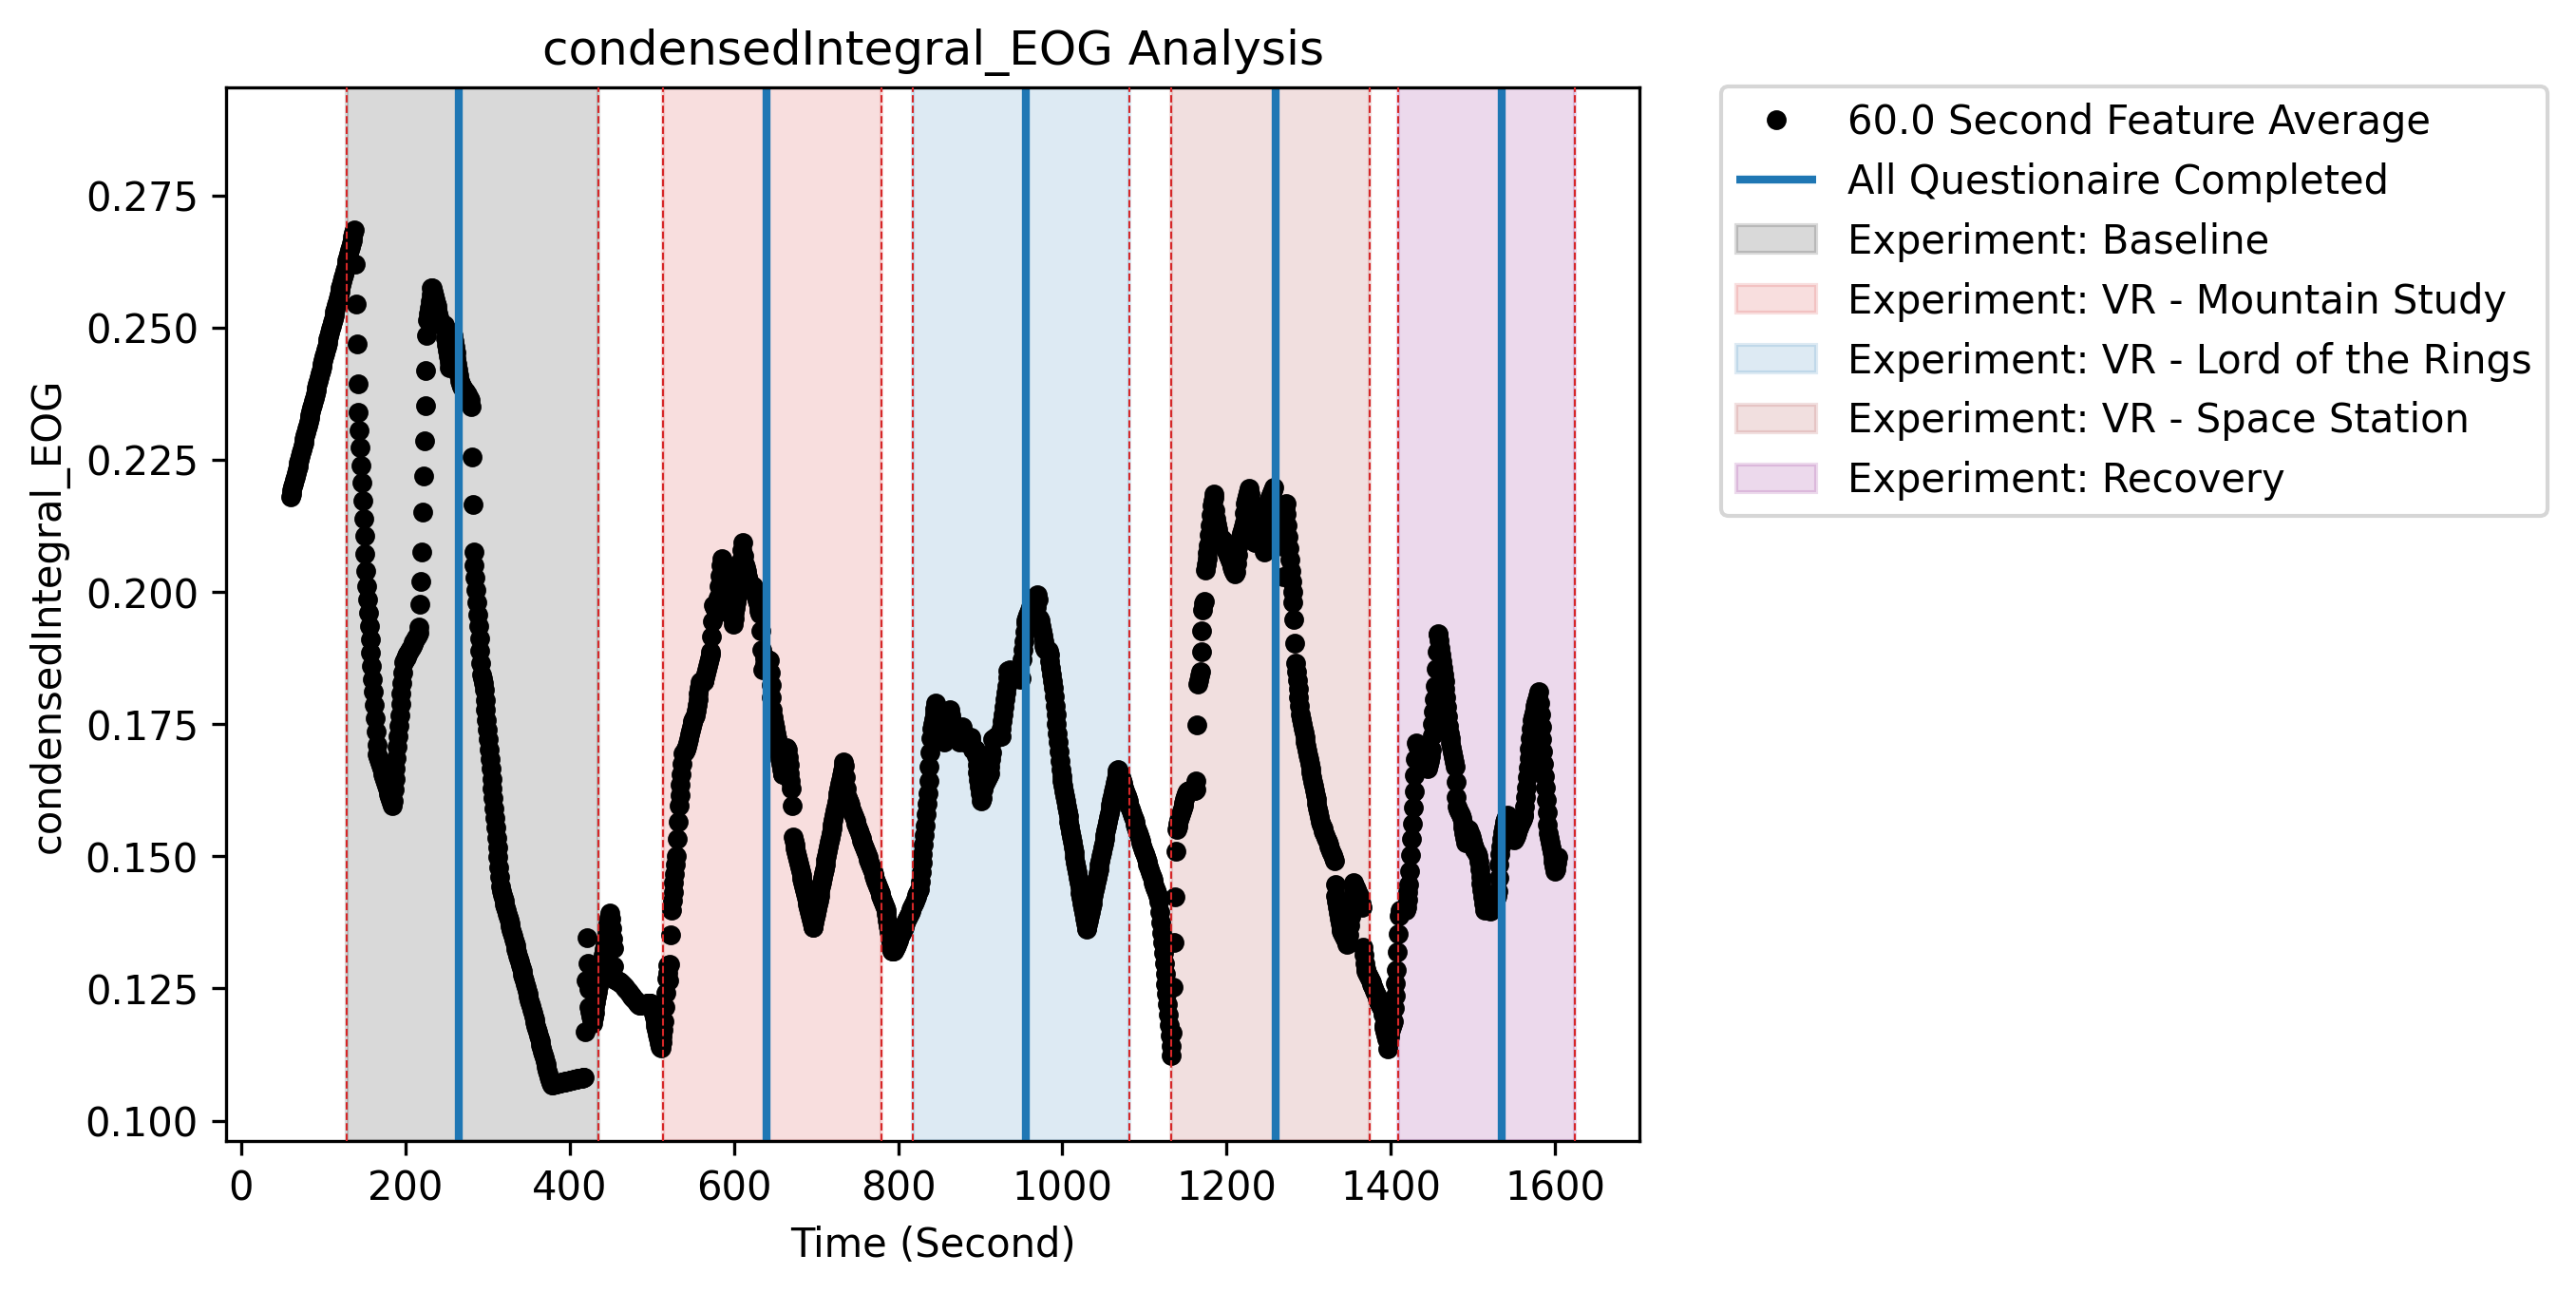 condensedIntegral_EOG Analysis
condensedIntegral_EOG
0.275
0.250
0.225
0.200
0.175
0.150
0.125
0.100
0 200 400 600 800 1000 1200 1400 1600
Time (Second)
60.0 Second Feature Average
All Questionaire Completed
Experiment: Baseline
Experiment: VR - Mountain Study
Experiment: VR - Lord of the Rings
Experiment: VR - Space Station
Experiment: Recovery